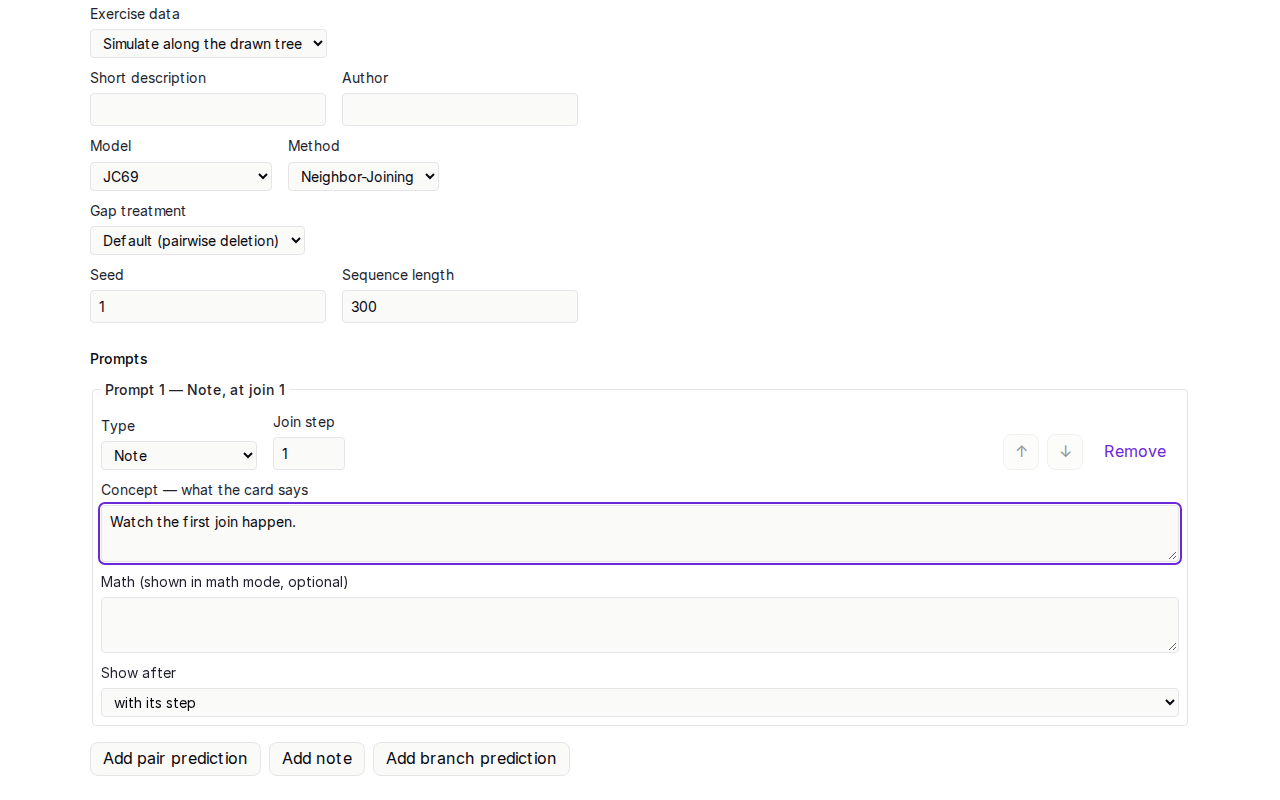 Exercise data
Simulate along the drawn tree
Short description Author
Model Method
JC69 Neighbor-Joining
Gap treatment
Default (pairwise deletion)
Seed Sequence length
1 300
Prompts
Prompt 1 — Note, at join 1
Type Join step
Note 1 ↑ ↓ Remove
Concept — what the card says
Watch the first join happen.
Math (shown in math mode, optional)
Show after
with its step
Add pair prediction Add note Add branch prediction